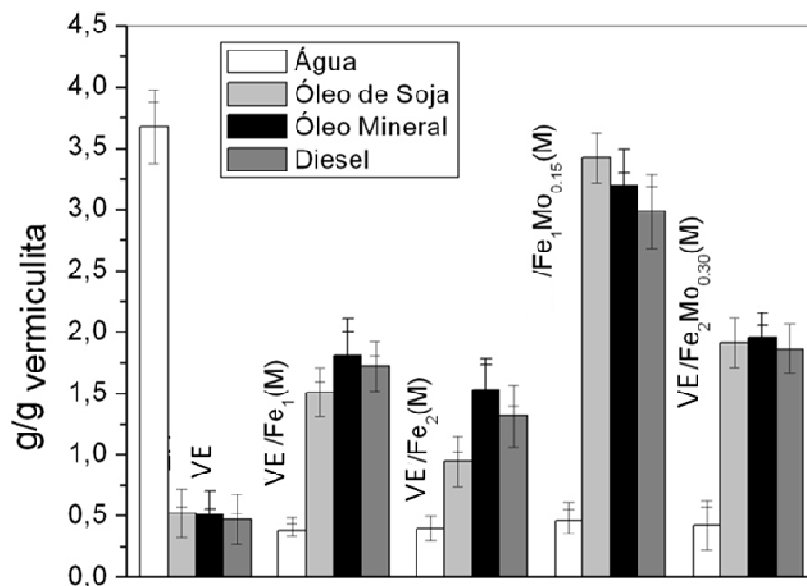 4,5
4,0
3,5
3,0
2,5
2,0
1,5
1,0
0,5
0,0
g/g vermiculita
Água
Óleo de Soja
Óleo Mineral
Diesel
VE
VE/Fe1(M)
VE/Fe2(M)
/Fe1Mo0.15(M)
VE/Fe2Mo0.30(M)